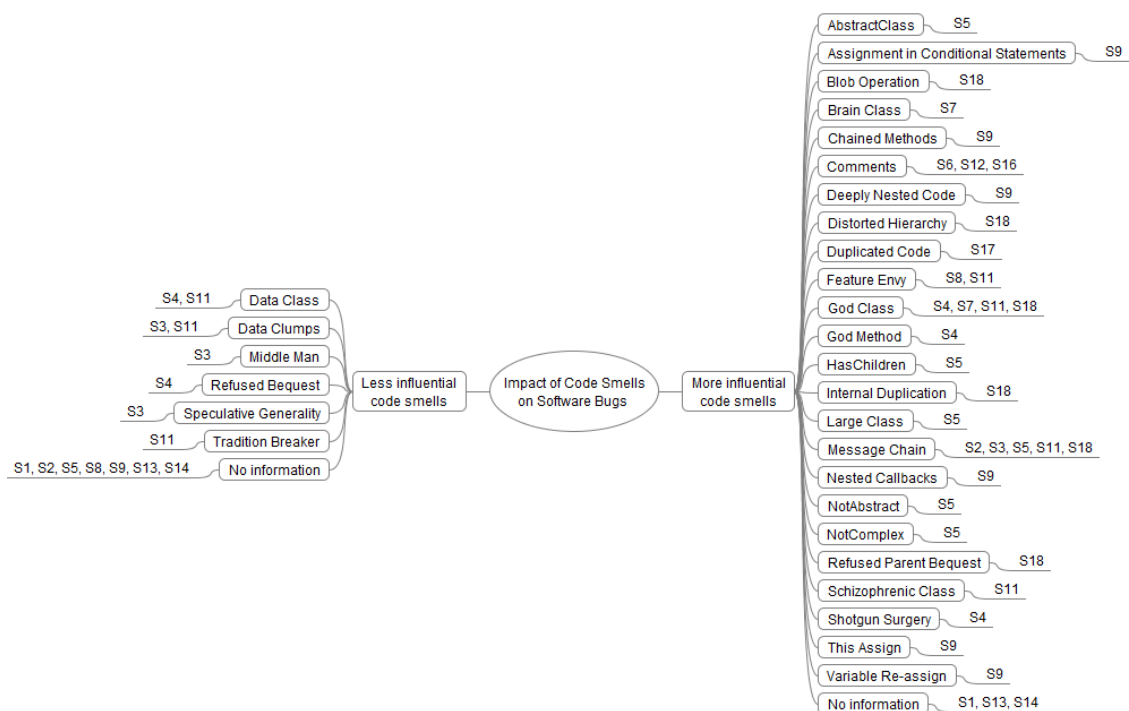 AbstractClass S5
Assignment in Conditional Statements S9
Blob Operation S18
Brain Class S7
Chained Methods S9
Comments S6, S12, S16
Deeply Nested Code S9
Distorted Hierarchy S18
Duplicated Code S17
Feature Envy S8, S11
God Class S4, S7, S11, S18
God Method S4
HasChildren S5
Internal Duplication S18
Large Class S5
Message Chain S2, S3, S5, S11, S18
Nested Callbacks S9
NotAbstract S5
NotComplex S5
Refused Parent Bequest S18
Schizophrenic Class S11
Shotgun Surgery S4
This Assign S9
Variable Re-assign S9
No information S1, S13, S14
More influential
code smells
Impact of Code Smells
on Software Bugs
Less influential
code smells
S4, S11 Data Class
S3, S11 Data Clumps
S3 Middle Man
S4 Refused Bequest
S3 Speculative Generality
S11 Tradition Breaker
S1, S2, S5, S8, S9, S13, S14 No information